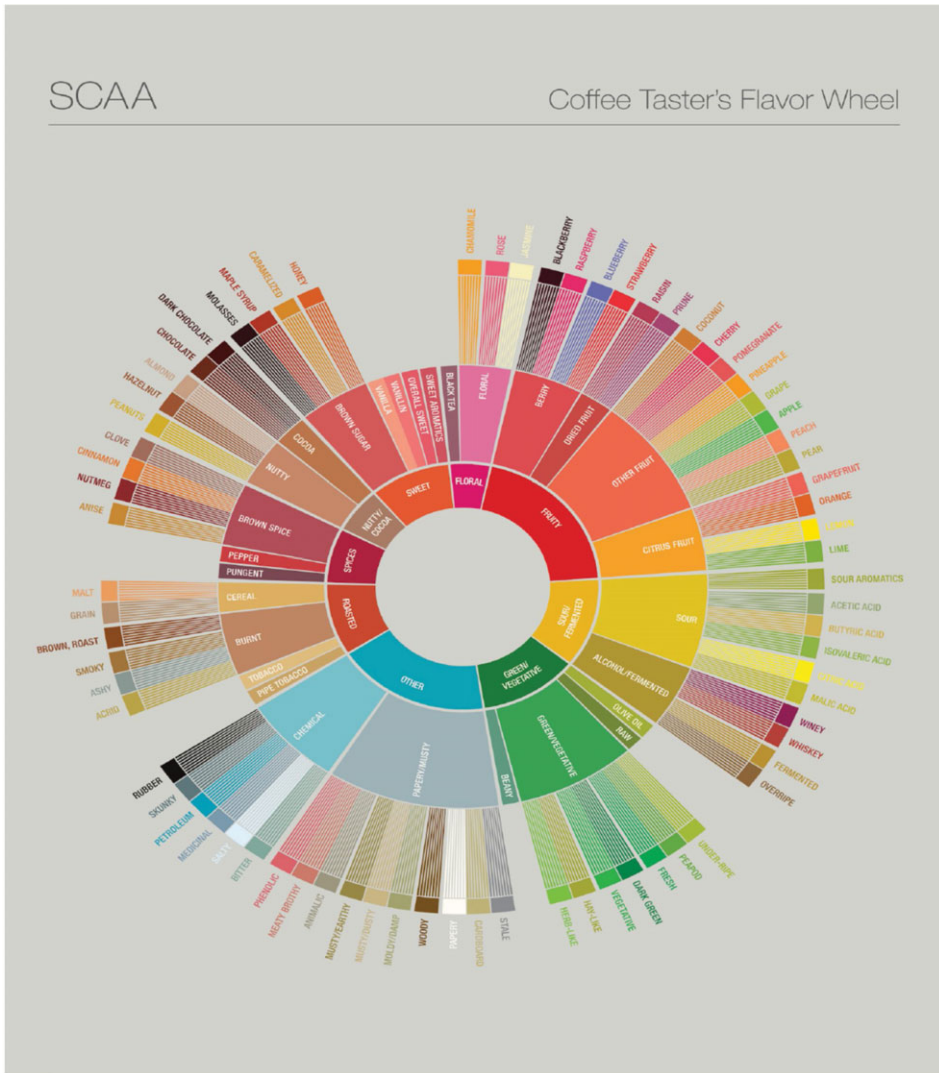 SCAA
Coffee Taster's Flavor Wheel
CHAMOMILE
ROSE
JASMINE
BLACKBERRY
RASPBERRY
BLUEBERRY
STRAWBERRY
RAISIN
PRUNE
COCONUT
CHERRY
POMEGRANATE
PINEAPPLE
GRAPE
APPLE
PEACH
PEAR
GRAPEFRUIT
ORANGE
LEMON
LIME
SOUR AROMATICS
ACETIC ACID
BUTYRIC ACID
ISOVALERIC ACID
CITRIC ACID
MALIC ACID
WINEY
WHISKEY
FERMENTED
OVERRIPE
UNDER-RIPE
PEAPOD
FRESH
DARK GREEN
VEGETATIVE
HAY-LIKE
HERB-LIKE
STALE
CARDBOARD
PAPERY
WOODY
MOLDY/DAMP
MUSTY/DUSTY
MUSTY/EARTHY
ANIMALIC
MEATY BROTHY
PHENOLIC
BITTER
SALTY
MEDICINAL
PETROLEUM
SKUNKY
RUBBER
ACRID
ASHY
SMOKY
BROWN, ROAST
GRAIN
MALT
ANISE
NUTMEG
CINNAMON
CLOVE
PEANUTS
HAZELNUT
ALMOND
CHOCOLATE
DARK CHOCOLATE
MOLASSES
MAPLE SYRUP
CARAMELIZED
HONEY
FLORAL
BERRY
DRIED FRUIT
OTHER FRUIT
CITRUS FRUIT
SOUR
ALCOHOL/FERMENTED
OLIVE OIL
RAW
GREEN/VEGETATIVE
BEANY
PAPERY/MUSTY
CHEMICAL
PIPE TOBACCO
TOBACCO
BURNT
CEREAL
PUNGENT
PEPPER
BROWN SPICE
NUTTY
COCOA
BROWN SUGAR
VANILLA
VANILLIN
OVERALL SWEET
SWEET AROMATICS
BLACK TEA
FLORAL
FRUITY
SOUR/
FERMENTED
GREEN/
VEGETATIVE
OTHER
ROASTED
SPICES
NUTTY/
COCOA
SWEET